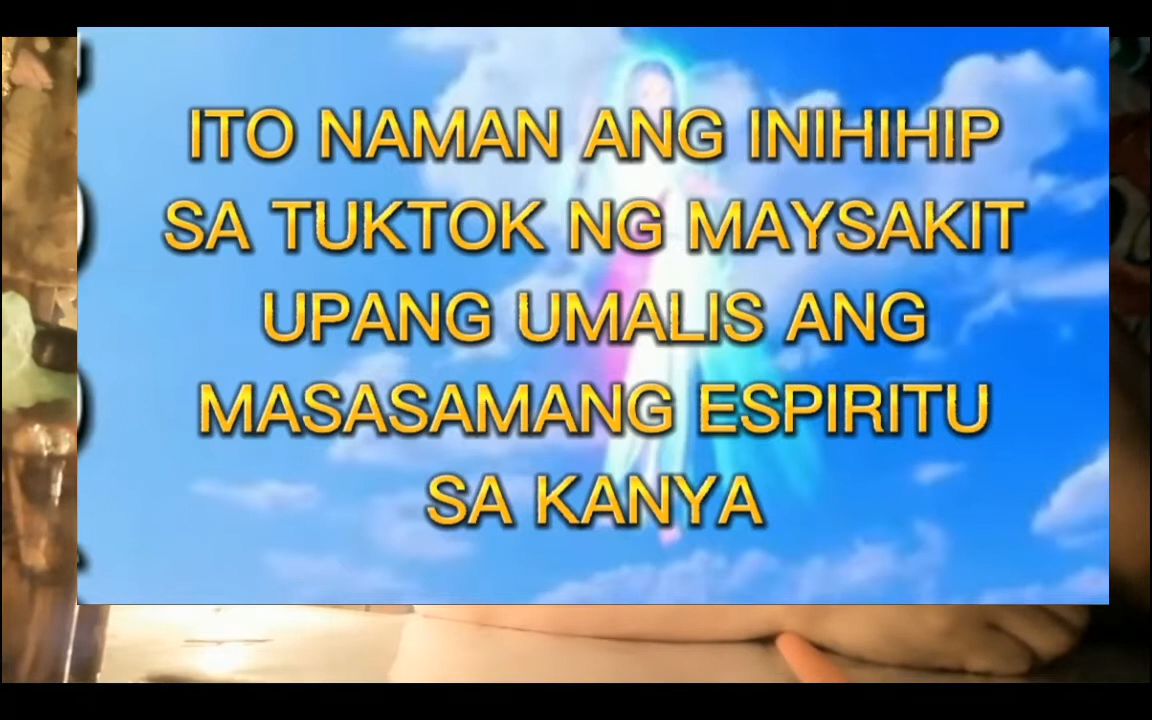 ITO NAMAN ANG INIHIHIP
SA TUKTOK NG MAYSAKIT
UPANG UMALIS ANG
MASASAMANG ESPIRITU
SA KANYA